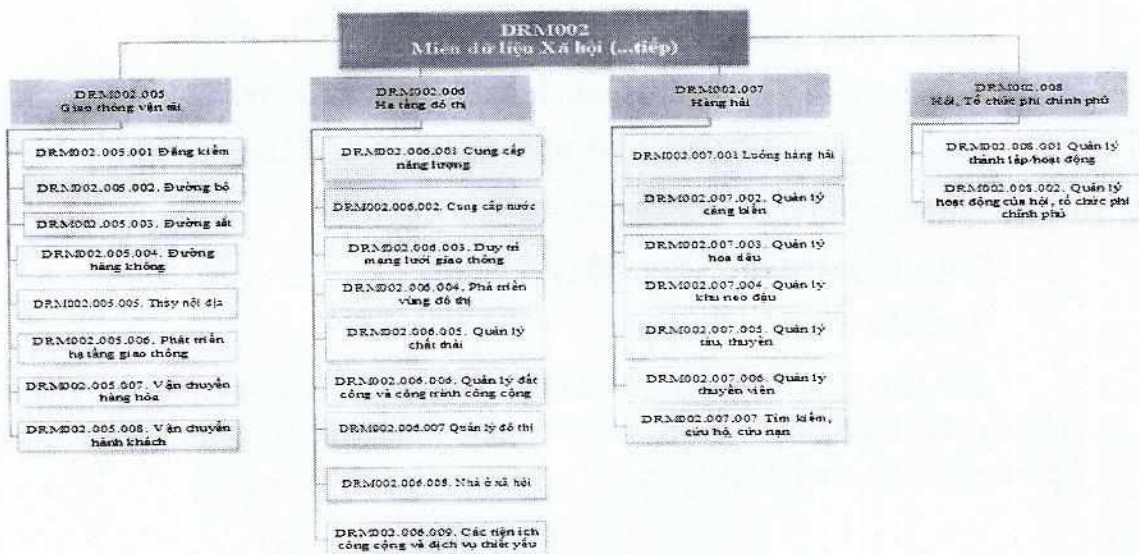 DRM002
Miền dữ liệu Xã hội (...tiếp)
DRM002.005
Giao thông vận tải
DRM002.005.001 Đăng kiểm
DRM002.005.002. Đường bộ
DRM002.005.003. Đường sắt
DRM002.005.004. Đường
hàng không
DRM002.005.005. Thủy nội địa
DRM002.005.006. Phát triển
hạ tầng giao thông
DRM002.005.007. Vận chuyển
hàng hóa
DRM002.005.008. Vận chuyển
hành khách
DRM002.006
Hạ tầng đô thị
DRM002.006.001 Cung cấp
năng lượng
DRM002.006.002. Cung cấp nước
DRM002.006.003. Duy trì
mạng lưới giao thông
DRM002.006.004. Phá triển
vùng đô thị
DRM002.006.005. Quản lý
chất thải
DRM002.006.006. Quản lý đất
công và công trình công cộng
DRM002.006.007 Quản lý đô thị
DRM002.006.008. Nhà ở xã hội
DRM002.006.009. Các tiện ích
công cộng và dịch vụ thiết yếu
DRM002.007
Hàng hải
DRM002.007.001 Luồng hàng hải
DRM002.007.002. Quản lý
cảng biển
DRM002.007.003. Quản lý
hoa dâu
DRM002.007.004. Quản lý
khu neo đậu
DRM002.007.005. Quản lý
tàu, thuyền
DRM002.007.006. Quản lý
thuyền viên
DRM002.007.007 Tìm kiếm,
cứu hộ, cứu nạn
DRM002.008
Hội, Tổ chức phi chính phủ
DRM002.008.001 Quản lý
thành lập/hoạt động
DRM002.008.002. Quản lý
hoạt động của hội, tổ chức phi
chính phủ